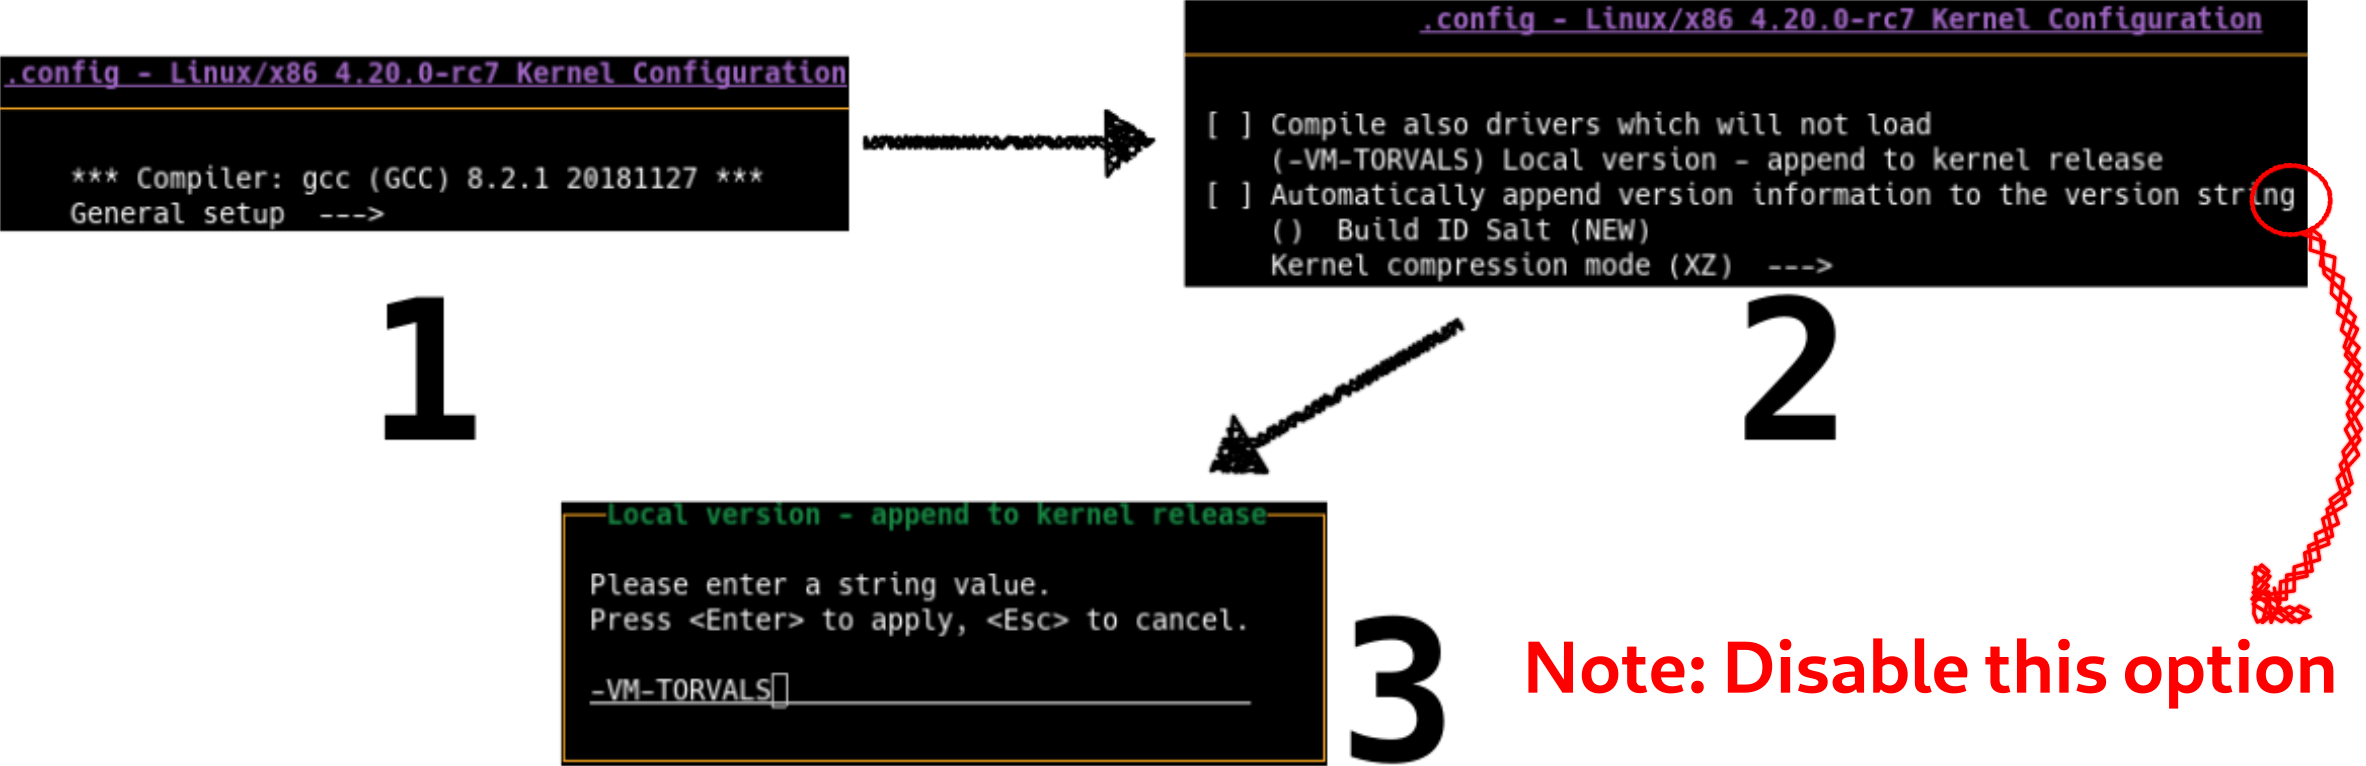 .config - Linux/x86 4.20.0-rc7 Kernel Configuration
*** Compiler: gcc (GCC) 8.2.1 20181127 ***
General setup  --->
1
.config - Linux/x86 4.20.0-rc7 Kernel Configuration
[ ] Compile also drivers which will not load
(-VM-TORVALS) Local version - append to kernel release
[ ] Automatically append version information to the version string
()  Build ID Salt (NEW)
Kernel compression mode (XZ)  --->
2
Local version - append to kernel release
Please enter a string value.
Press <Enter> to apply, <Esc> to cancel.
-VM-TORVALS
3
Note: Disable this option